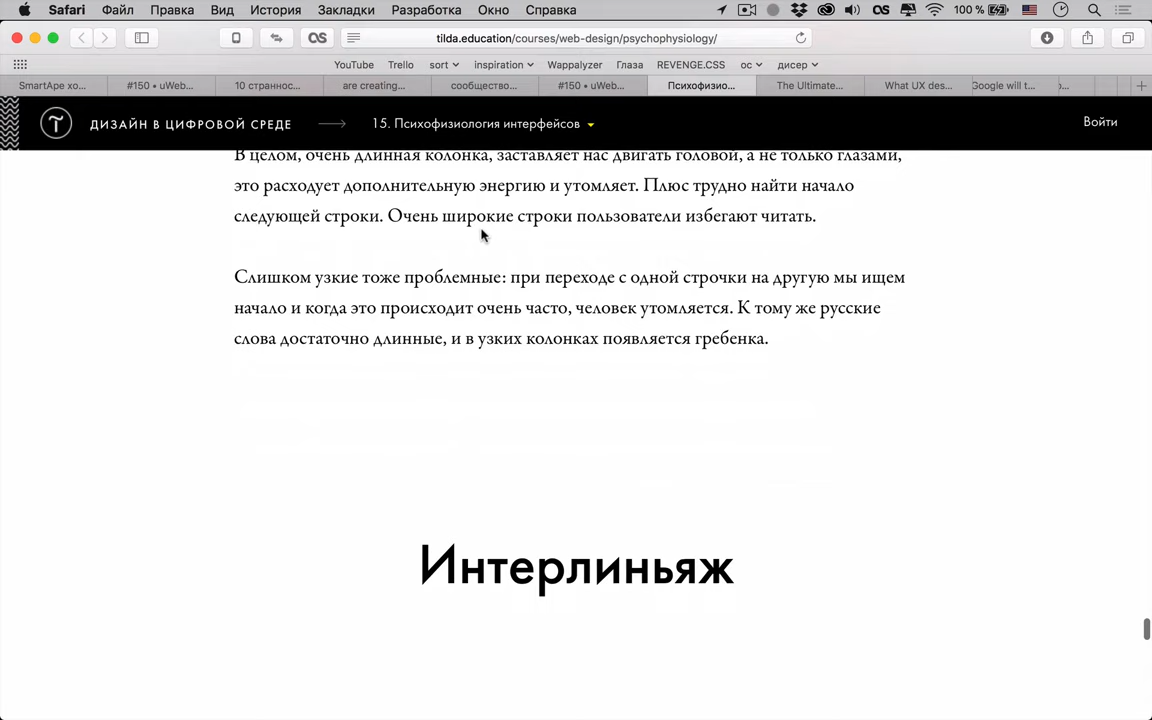 Safari Файл Правка Вид История Закладки Разработка Окно Справка 100 %
tilda.education/courses/web-design/psychophysiology/
YouTube Trello sort inspiration Wappalyzer Глаза REVENGE.CSS ос дисер
SmartApe хо... #150 • uWeb... 10 страннос... are creating... сообщество... #150 • uWeb... Психофизио... The Ultimate... What UX des... Google will t...
ДИЗАЙН В ЦИФРОВОЙ СРЕДЕ 15. Психофизиология интерфейсов Войти
В целом, очень длинная колонка, заставляет нас двигать головой, а не только глазами,
это расходует дополнительную энергию и утомляет. Плюс трудно найти начало
следующей строки. Очень широкие строки пользователи избегают читать.
Слишком узкие тоже проблемные: при переходе с одной строчки на другую мы ищем
начало и когда это происходит очень часто, человек утомляется. К тому же русские
слова достаточно длинные, и в узких колонках появляется гребенка.
Интерлиньяж